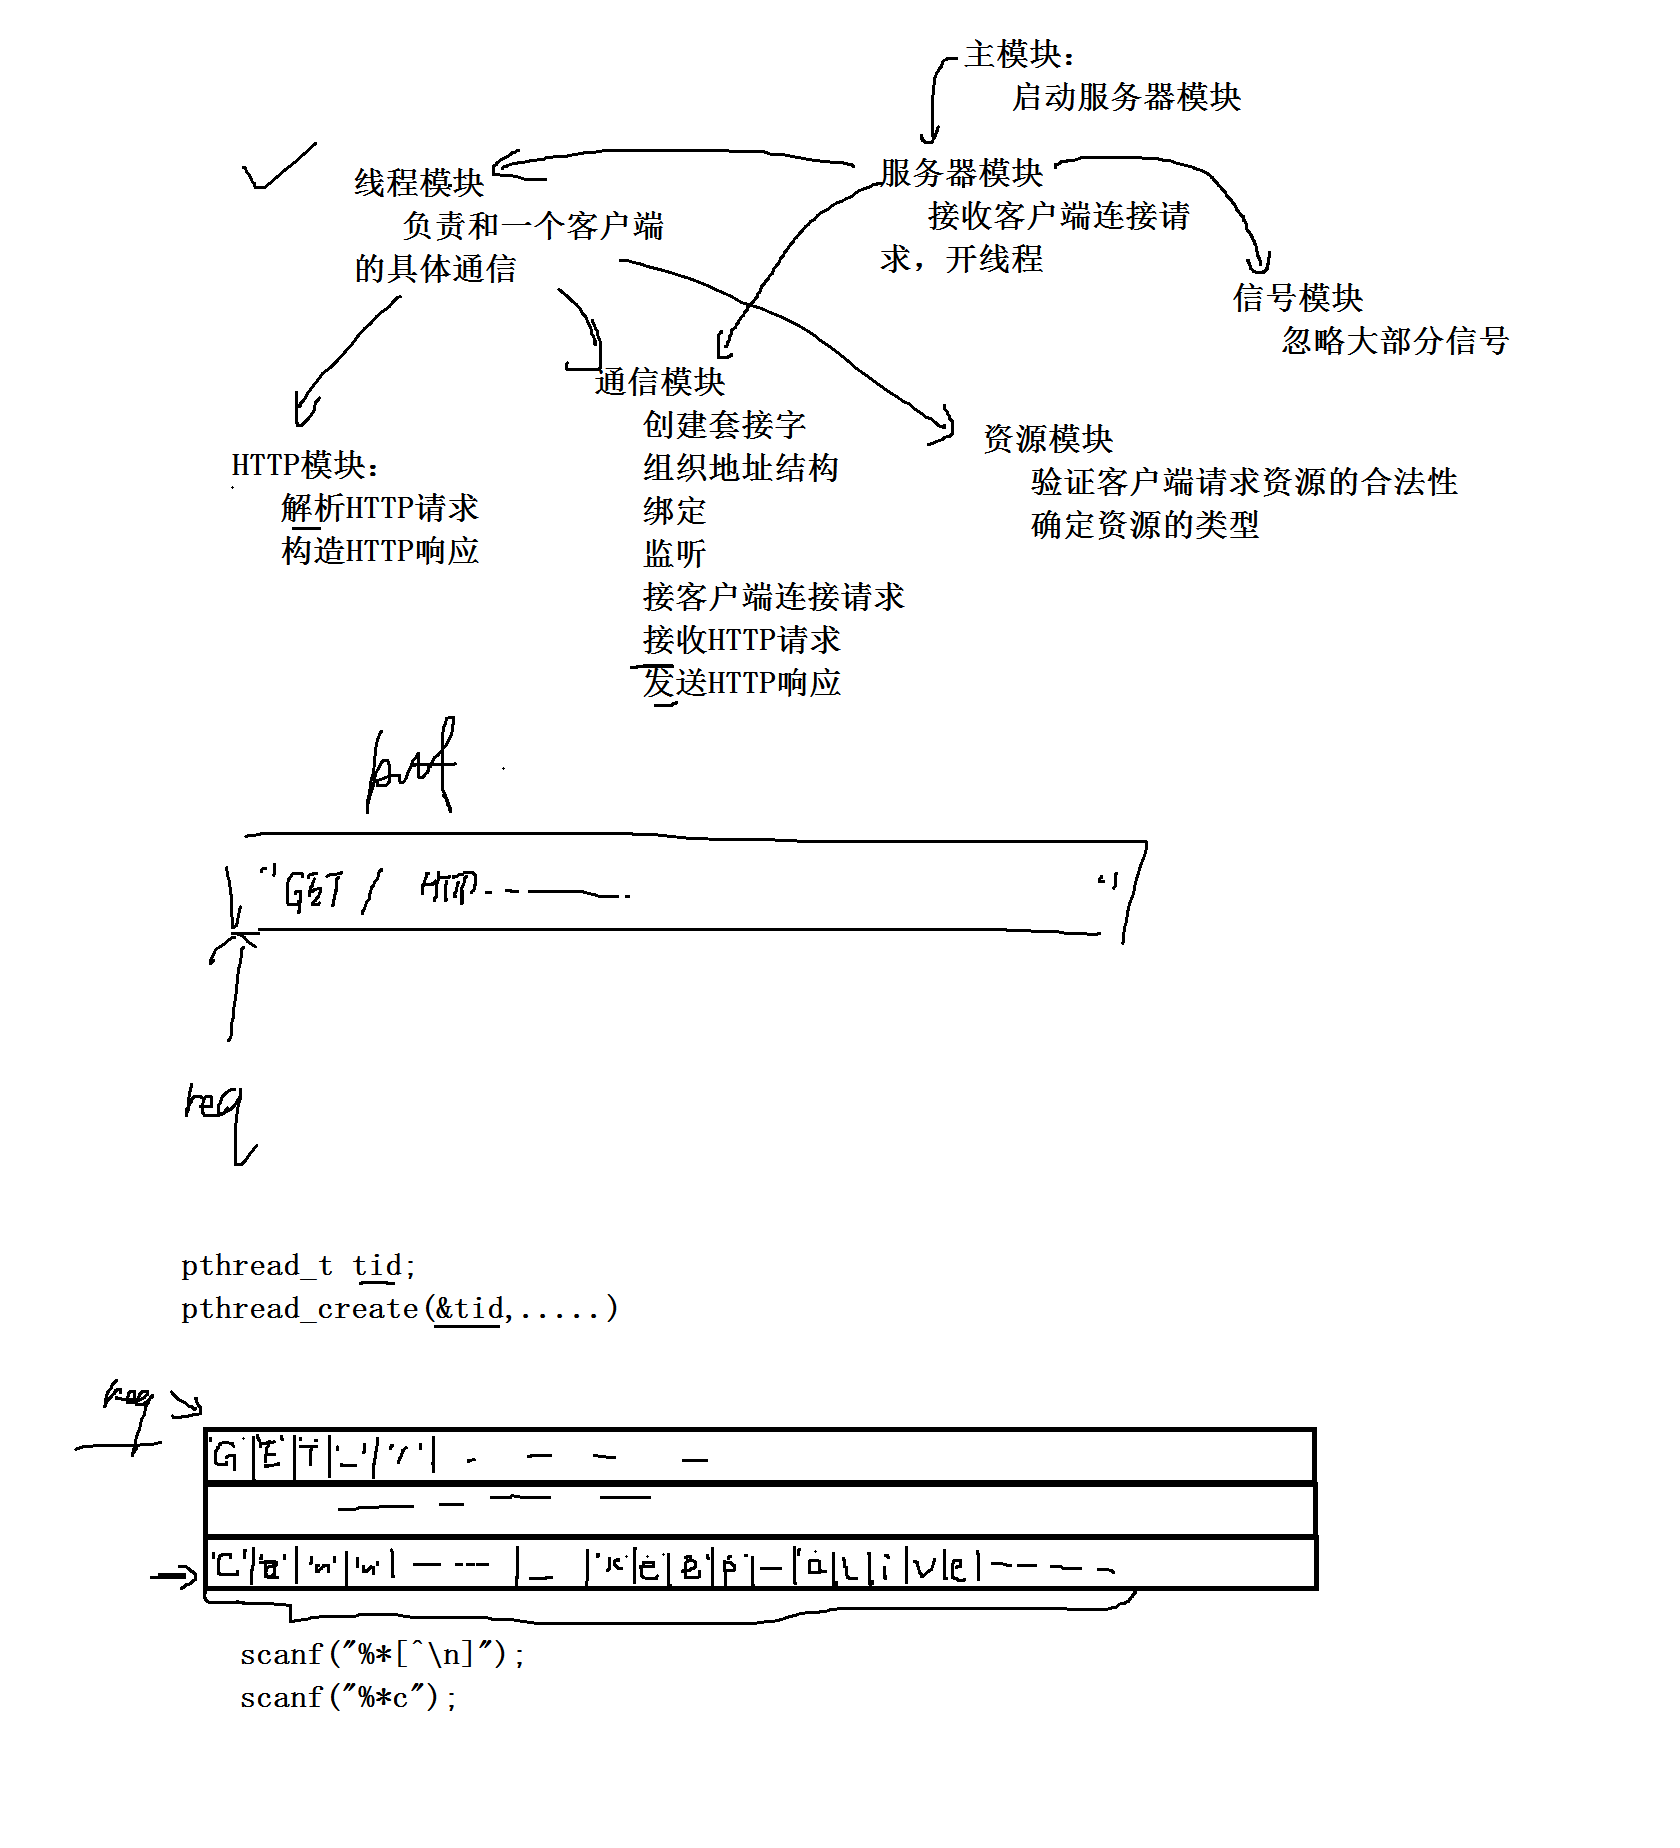 主模块：
启动服务器模块
线程模块
负责和一个客户端
的具体通信
服务器模块
接收客户端连接请
求，开线程
信号模块
忽略大部分信号
HTTP模块：
解析HTTP请求
构造HTTP响应
通信模块
创建套接字
组织地址结构
绑定
监听
接客户端连接请求
接收HTTP请求
发送HTTP响应
资源模块
验证客户端请求资源的合法性
确定资源的类型
"GET / HTTP "
req
pthread_t tid;
pthread_create(&tid,.....)
req
'G'|'E'|'T'|'_'|'/'|
scanf("%*[^\n]");
scanf("%*c");